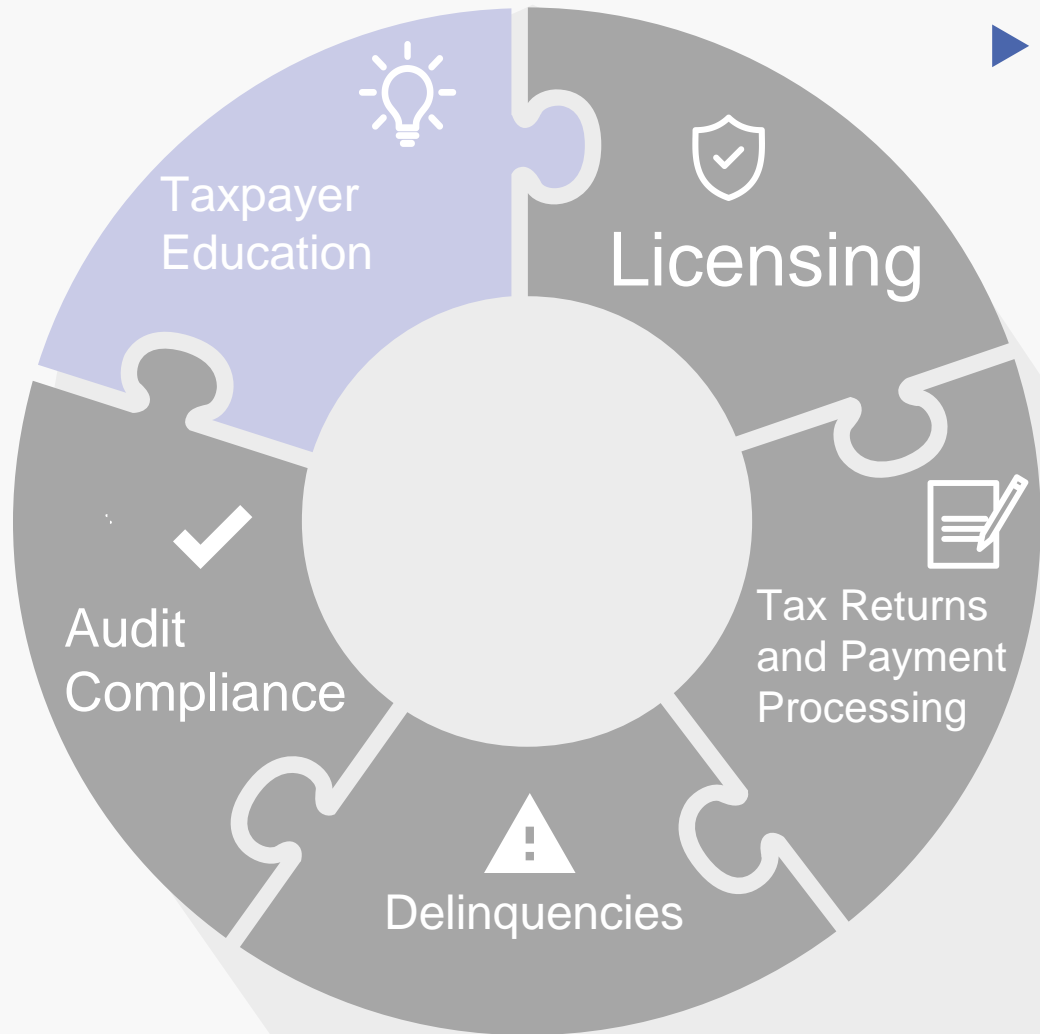 Taxpayer
Education
Licensing
Tax Returns
and Payment
Processing
Delinquencies
Audit
Compliance